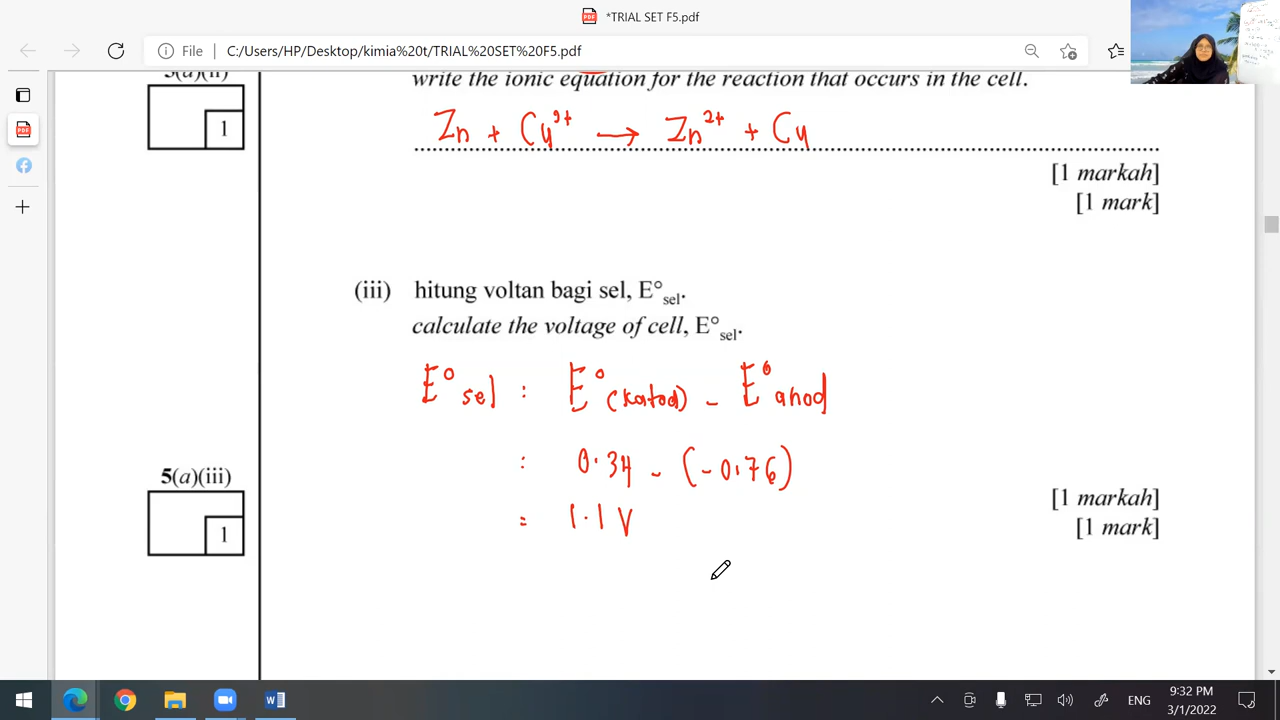 *TRIAL SET F5.pdf
File C:/Users/HP/Desktop/kimia%20t/TRIAL%20SET%20F5.pdf
5(a)(ii)
write the ionic equation for the reaction that occurs in the cell.
1
Zn + Cu²⁺ → Zn²⁺ + Cu
[1 markah]
[1 mark]
(iii) hitung voltan bagi sel, E°sel.
calculate the voltage of cell, E°sel.
E° sel : E° (katod) - E° anod
: 0.34 - (-0.76)
5(a)(iii)
[1 markah]
= 1.1 V
[1 mark]
1
ENG
9:32 PM
3/1/2022